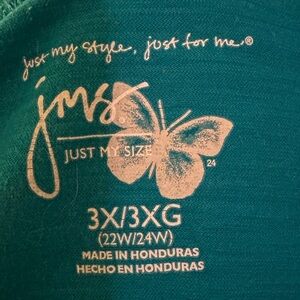 just my style, just for me.®
jms.
JUST MY SIZE
24
3X/3XG
(22W/24W)
MADE IN HONDURAS
HECHO EN HONDURAS